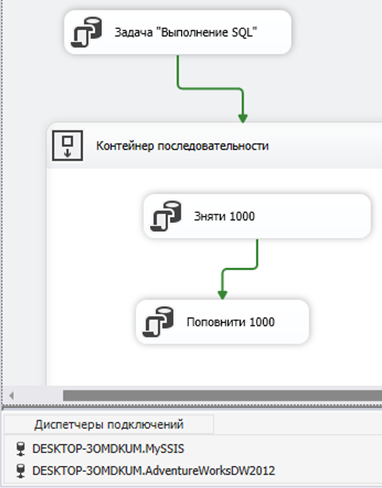 Задача "Выполнение SQL"
Контейнер последовательности
Зняти 1000
Поповнити 1000
Диспетчеры подключений
DESKTOP-3OMDKUM.MySSIS
DESKTOP-3OMDKUM.AdventureWorksDW2012